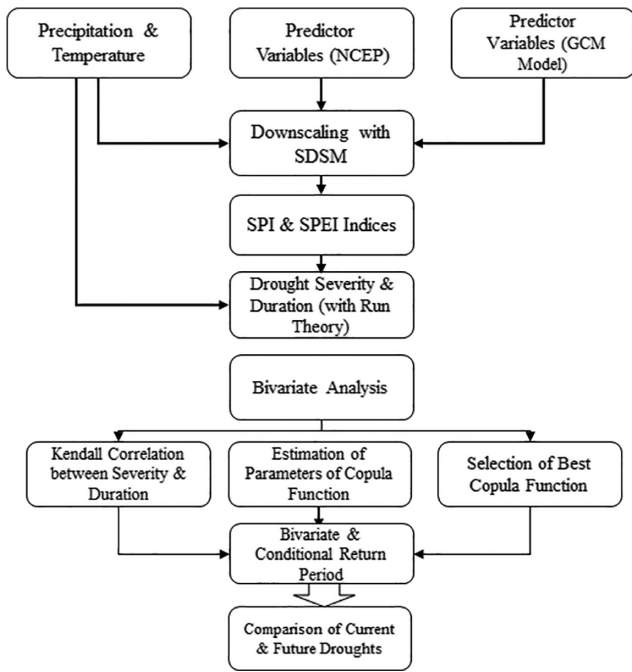 Precipitation &
Temperature
Predictor
Variables (NCEP)
Predictor
Variables (GCM
Model)
Downscaling with
SDSM
SPI & SPEI Indices
Drought Severity &
Duration (with Run
Theory)
Bivariate Analysis
Kendall Correlation
between Severity &
Duration
Estimation of
Parameters of Copula
Function
Selection of Best
Copula Function
Bivariate &
Conditional Return
Period
Comparison of Current
& Future Droughts